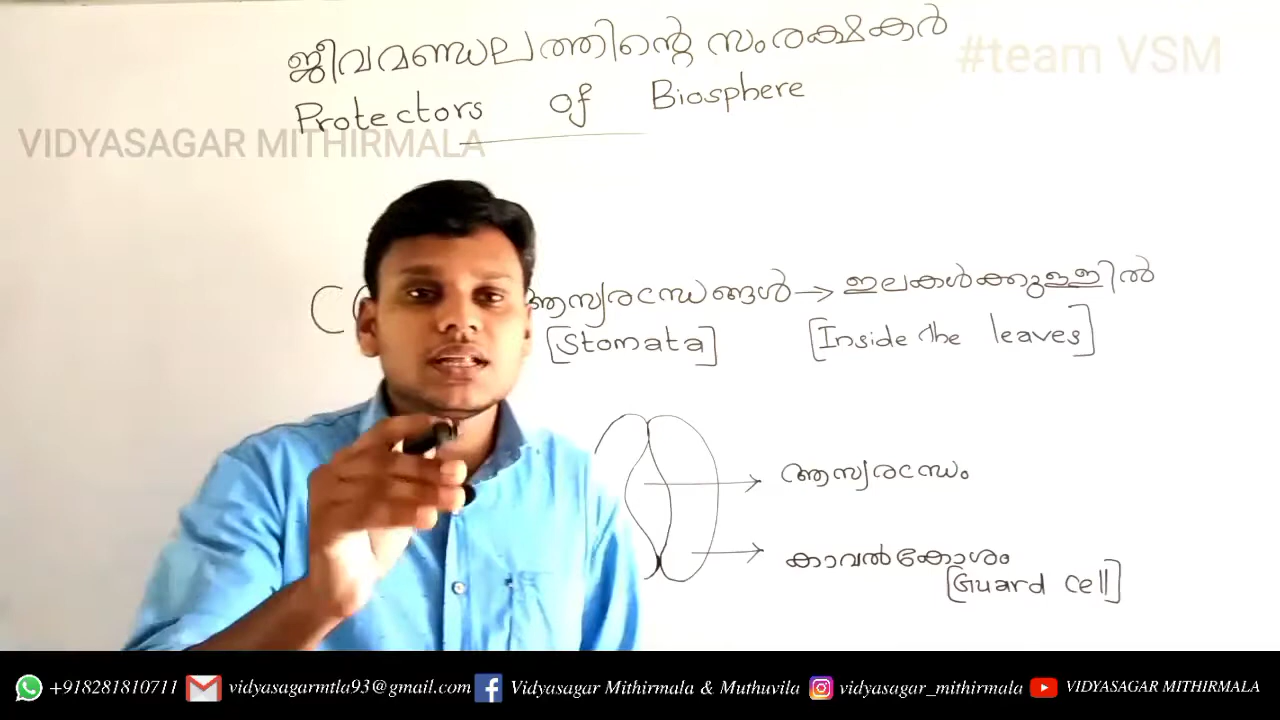 ജീവമണ്ഡലത്തിന്റെ സംരക്ഷകർ
#team VSM
Protectors of Biosphere
VIDYASAGAR MITHIRMALA
ആസ്യരന്ധ്രങ്ങൾ → ഇലകൾക്കുള്ളിൽ
[Stomata] [Inside the leaves]
→ ആസ്യരന്ധ്രം
→ കാവൽകോശം
[Guard cell]
+918281810711 vidyasagarmtla93@gmail.com Vidyasagar Mithirmala & Muthuvila vidyasagar_mithirmala VIDYASAGAR MITHIRMALA